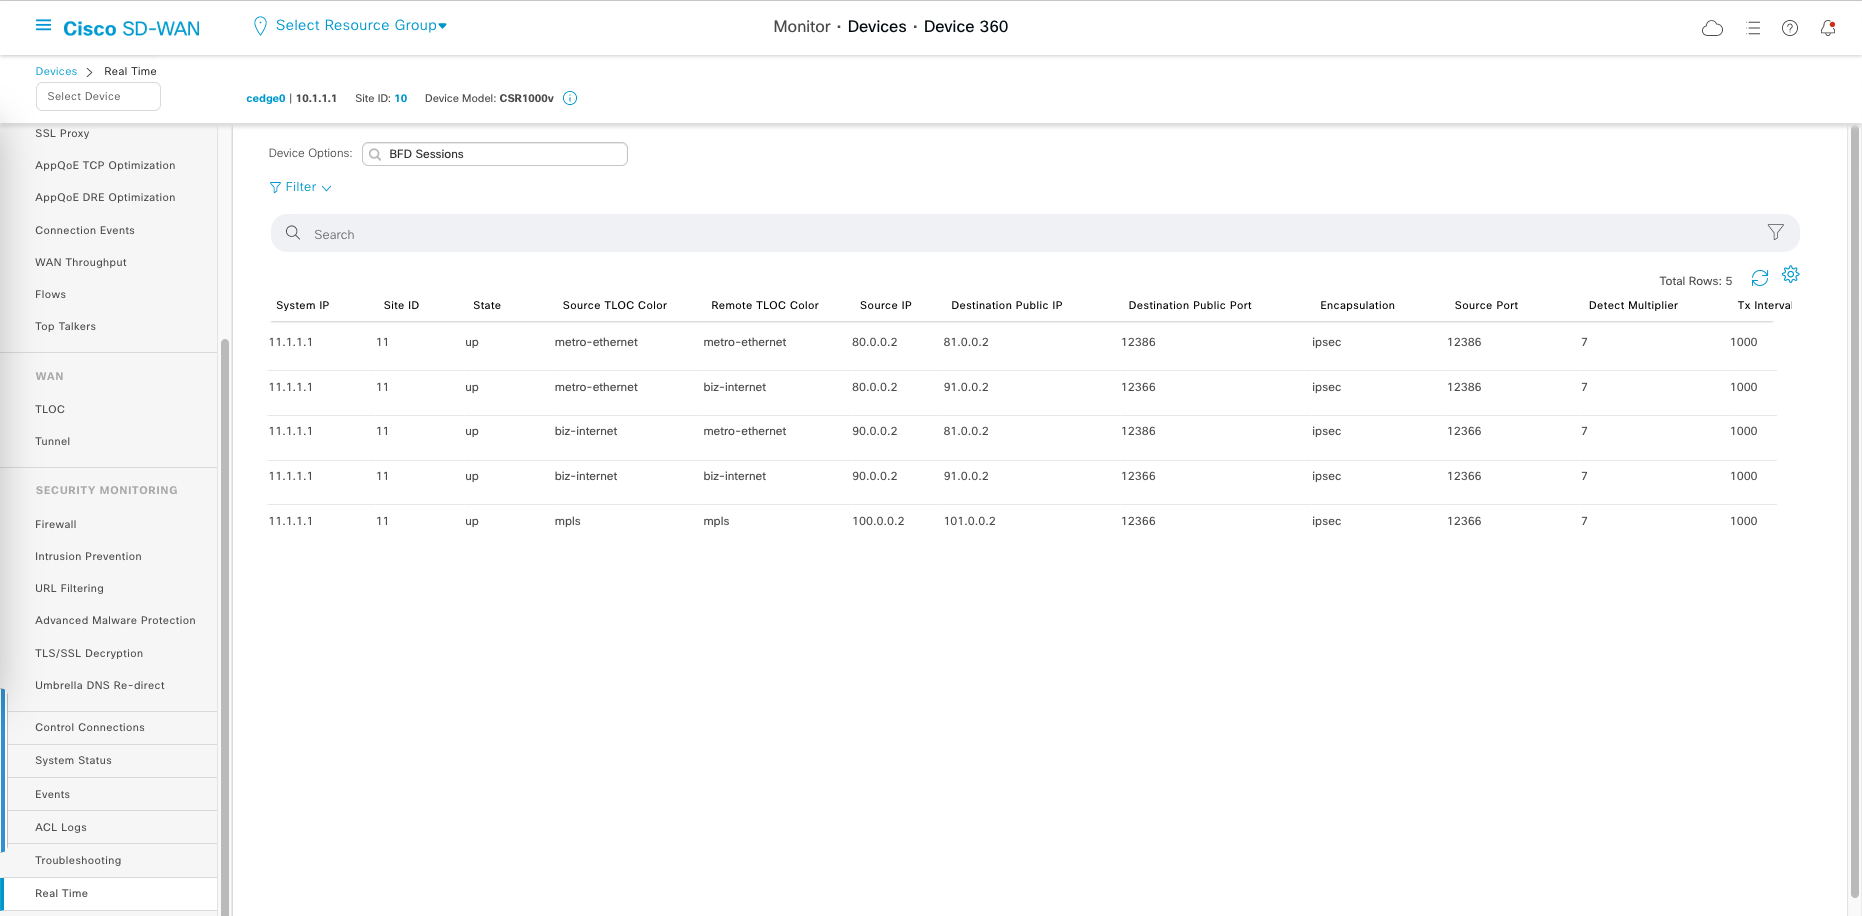 Cisco SD-WAN
Select Resource Group
Monitor · Devices · Device 360
Devices > Real Time
Select Device
cedge0 | 10.1.1.1 Site ID: 10 Device Model: CSR1000v
SSL Proxy
AppQoE TCP Optimization
AppQoE DRE Optimization
Connection Events
WAN Throughput
Flows
Top Talkers
WAN
TLOC
Tunnel
SECURITY MONITORING
Firewall
Intrusion Prevention
URL Filtering
Advanced Malware Protection
TLS/SSL Decryption
Umbrella DNS Re-direct
Control Connections
System Status
Events
ACL Logs
Troubleshooting
Real Time
Device Options: BFD Sessions
Filter
Search
Total Rows: 5
System IP Site ID State Source TLOC Color Remote TLOC Color Source IP Destination Public IP Destination Public Port Encapsulation Source Port Detect Multiplier Tx Interval
11.1.1.1 11 up metro-ethernet metro-ethernet 80.0.0.2 81.0.0.2 12386 ipsec 12386 7 1000
11.1.1.1 11 up metro-ethernet biz-internet 80.0.0.2 91.0.0.2 12366 ipsec 12386 7 1000
11.1.1.1 11 up biz-internet metro-ethernet 90.0.0.2 81.0.0.2 12386 ipsec 12366 7 1000
11.1.1.1 11 up biz-internet biz-internet 90.0.0.2 91.0.0.2 12366 ipsec 12366 7 1000
11.1.1.1 11 up mpls mpls 100.0.0.2 101.0.0.2 12366 ipsec 12366 7 1000